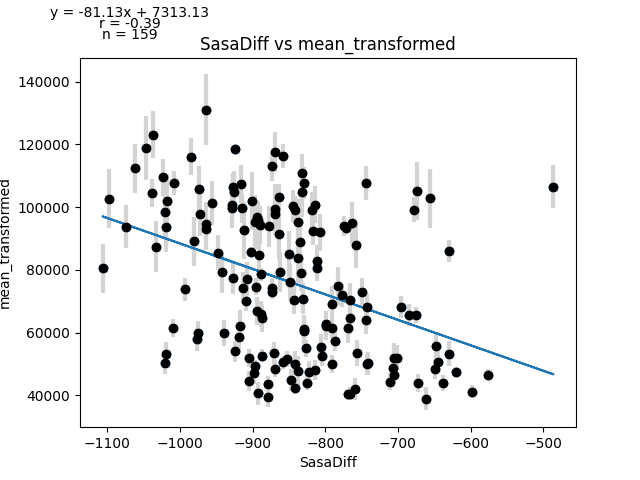 y = -81.13x + 7313.13
r = -0.39
n = 159
SasaDiff vs mean_transformed
mean_transformed
140000
120000
100000
80000
60000
40000
−1100
−1000
−900
−800
−700
−600
−500
SasaDiff